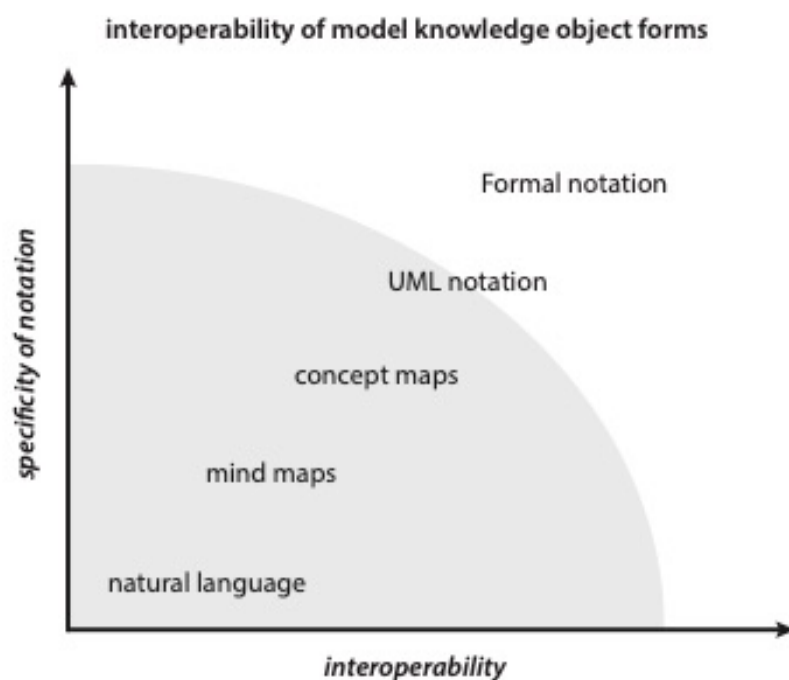 interoperability of model knowledge object forms
Formal notation
UML notation
concept maps
mind maps
natural language
specificity of notation
interoperability